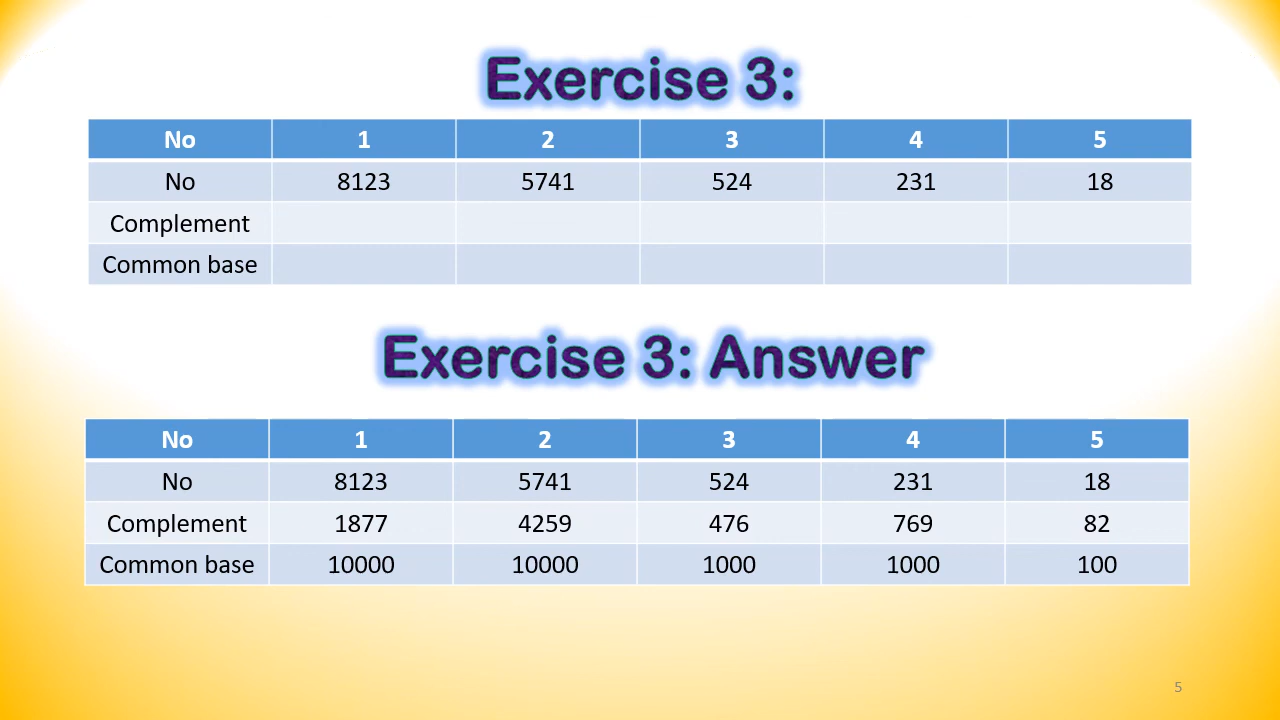 Exercise 3:
No 1 2 3 4 5
No 8123 5741 524 231 18
Complement
Common base
Exercise 3: Answer
No 1 2 3 4 5
No 8123 5741 524 231 18
Complement 1877 4259 476 769 82
Common base 10000 10000 1000 1000 100
5